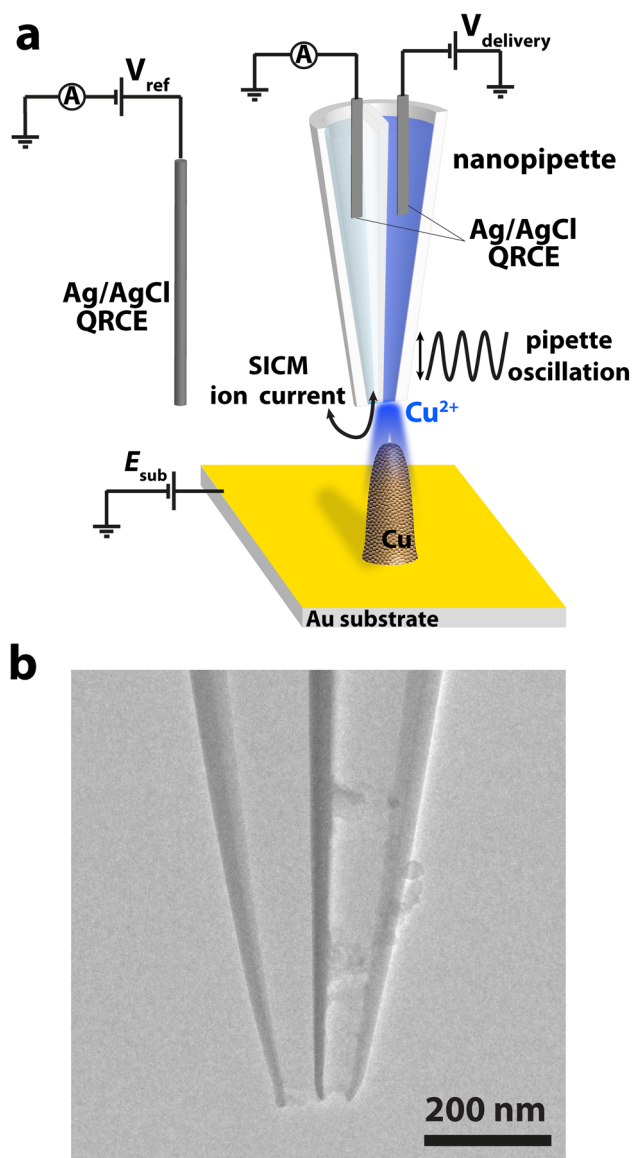 a
V_ref
A
A
V_delivery
nanopipette
Ag/AgCl
QRCE
Ag/AgCl
QRCE
SICM
ion current
pipette
oscillation
Cu²⁺
E_sub
Cu
Au substrate
b
200 nm